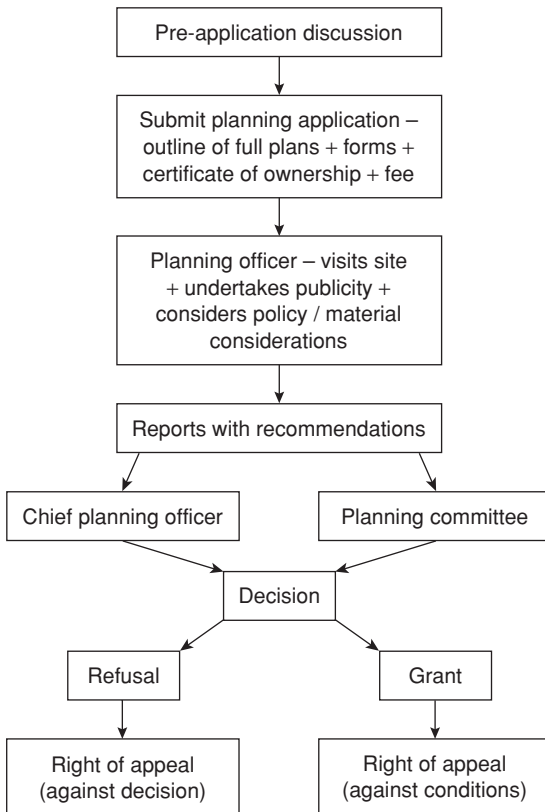 Pre-application discussion
Submit planning application –
outline of full plans + forms +
certificate of ownership + fee
Planning officer – visits site
+ undertakes publicity +
considers policy / material
considerations
Reports with recommendations
Chief planning officer
Planning committee
Decision
Refusal
Grant
Right of appeal
(against decision)
Right of appeal
(against conditions)